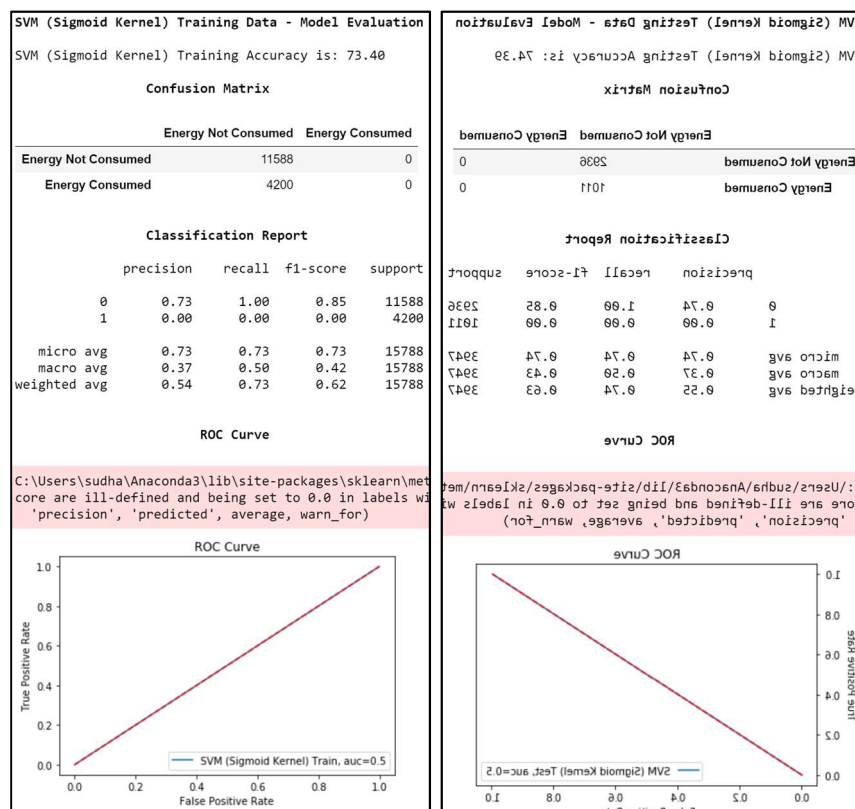 SVM (Sigmoid Kernel) Training Data - Model Evaluation
SVM (Sigmoid Kernel) Training Accuracy is: 73.40
Confusion Matrix
Energy Not Consumed Energy Consumed
Energy Not Consumed 11588 0
Energy Consumed 4200 0
Classification Report
precision recall f1-score support
0 0.73 1.00 0.85 11588
1 0.00 0.00 0.00 4200
micro avg 0.73 0.73 0.73 15788
macro avg 0.37 0.50 0.42 15788
weighted avg 0.54 0.73 0.62 15788
ROC Curve
C:\Users\sudha\Anaconda3\lib\site-packages\sklearn\met
core are ill-defined and being set to 0.0 in labels wi
'precision', 'predicted', average, warn_for)
ROC Curve
1.0
0.8
0.6
0.4
0.2
0.0
True Positive Rate
SVM (Sigmoid Kernel) Train, auc=0.5
0.0 0.2 0.4 0.6 0.8 1.0
False Positive Rate
VM (Sigmoid Kernel) Testing Data - Model Evaluation
VM (Sigmoid Kernel) Testing Accuracy is: 74.39
Confusion Matrix
Energy Not Consumed Energy Consumed
Energy Not Consumed 2936 0
Energy Consumed 1011 0
Classification Report
precision recall f1-score support
0 0.74 1.00 0.85 2936
1 0.00 0.00 0.00 1011
micro avg 0.74 0.74 0.74 3947
macro avg 0.37 0.50 0.43 3947
eighted avg 0.55 0.74 0.63 3947
ROC Curve
:\Users\sudha\Anaconda3\lib\site-packages\sklearn\met
ore are ill-defined and being set to 0.0 in labels wi
'precision', 'predicted', average, warn_for)
ROC Curve
1.0
0.8
0.6
0.4
0.2
0.0
True Positive Rate
SVM (Sigmoid Kernel) Test, auc=0.5
0.0 0.2 0.4 0.6 0.8 1.0